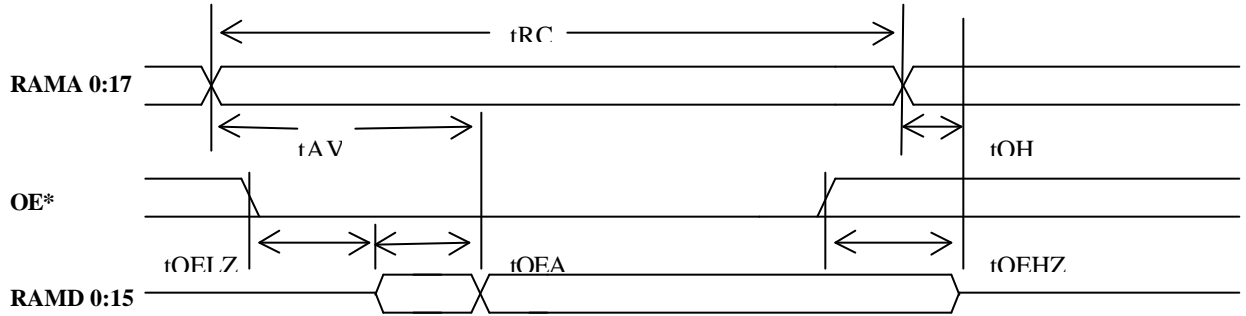 tRC
RAMA 0:17
tAV
tOH
OE*
tOELZ
tOEA
tOEHZ
RAMD 0:15